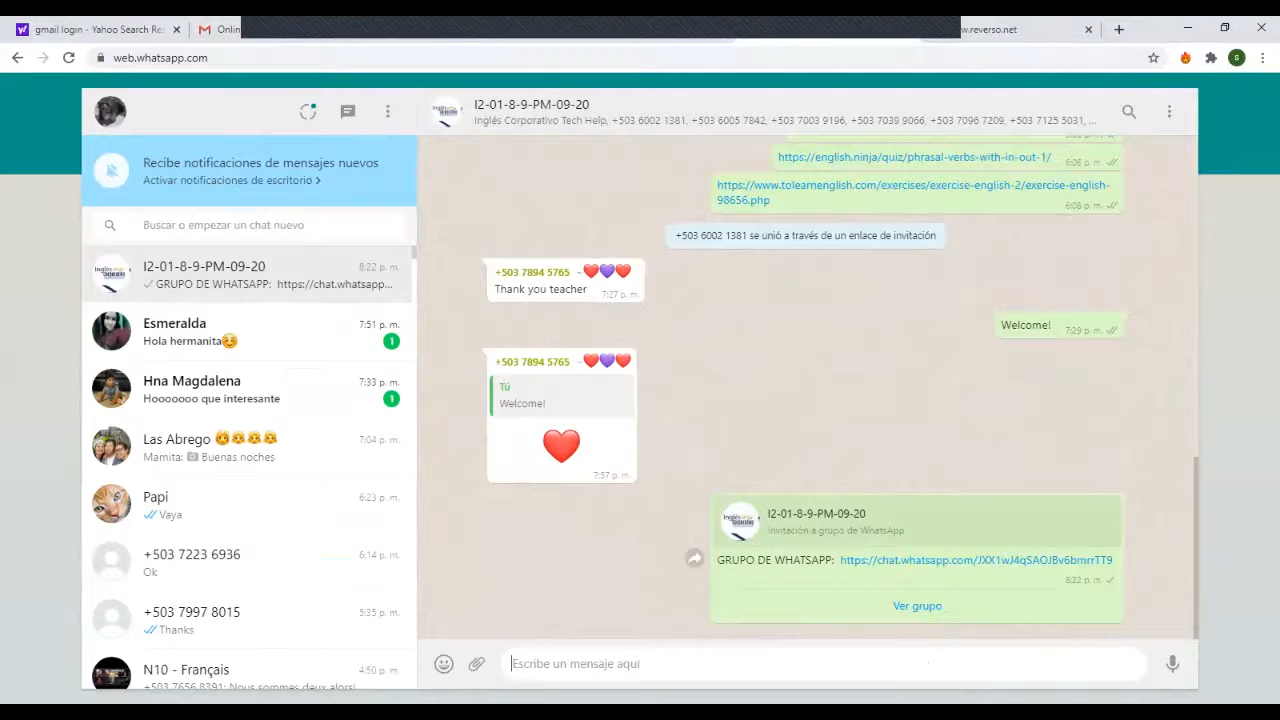 gmail login - Yahoo Search Re
Onlin
w.reverso.net
web.whatsapp.com
S
Recibe notificaciones de mensajes nuevos
Activar notificaciones de escritorio >
Buscar o empezar un chat nuevo
I2-01-8-9-PM-09-20
8:22 p. m.
GRUPO DE WHATSAPP: https://chat.whatsapp...
Esmeralda
7:51 p. m.
Hola hermanita☺️
1
Hna Magdalena
7:33 p. m.
Hooooooo que interesante
1
Las Abrego
7:04 p. m.
Mamita: 📷 Buenas noches
Papi
6:23 p. m.
Vaya
+503 7223 6936
6:14 p. m.
Ok
+503 7997 8015
5:35 p. m.
Thanks
N10 - Français
4:50 p. m.
+503 7656 8391: Nous sommes deux alors!
I2-01-8-9-PM-09-20
Inglés Corporativo Tech Help, +503 6002 1381, +503 6005 7842, +503 7003 9196, +503 7039 9066, +503 7096 7209, +503 7125 5031, ...
https://english.ninja/quiz/phrasal-verbs-with-in-out-1/
6:06 p. m.
https://www.tolearnenglish.com/exercises/exercise-english-2/exercise-english-
98656.php
6:08 p. m.
+503 6002 1381 se unió a través de un enlace de invitación
+503 7894 5765 ~❤️💜❤️
Thank you teacher
7:27 p. m.
Welcome!
7:29 p. m.
+503 7894 5765 ~❤️💜❤️
Tú
Welcome!
❤️
7:57 p. m.
I2-01-8-9-PM-09-20
Invitación a grupo de WhatsApp
GRUPO DE WHATSAPP: https://chat.whatsapp.com/JXX1wJ4qSAOJBv6bmrrTT9
8:22 p. m.
Ver grupo
Escribe un mensaje aquí